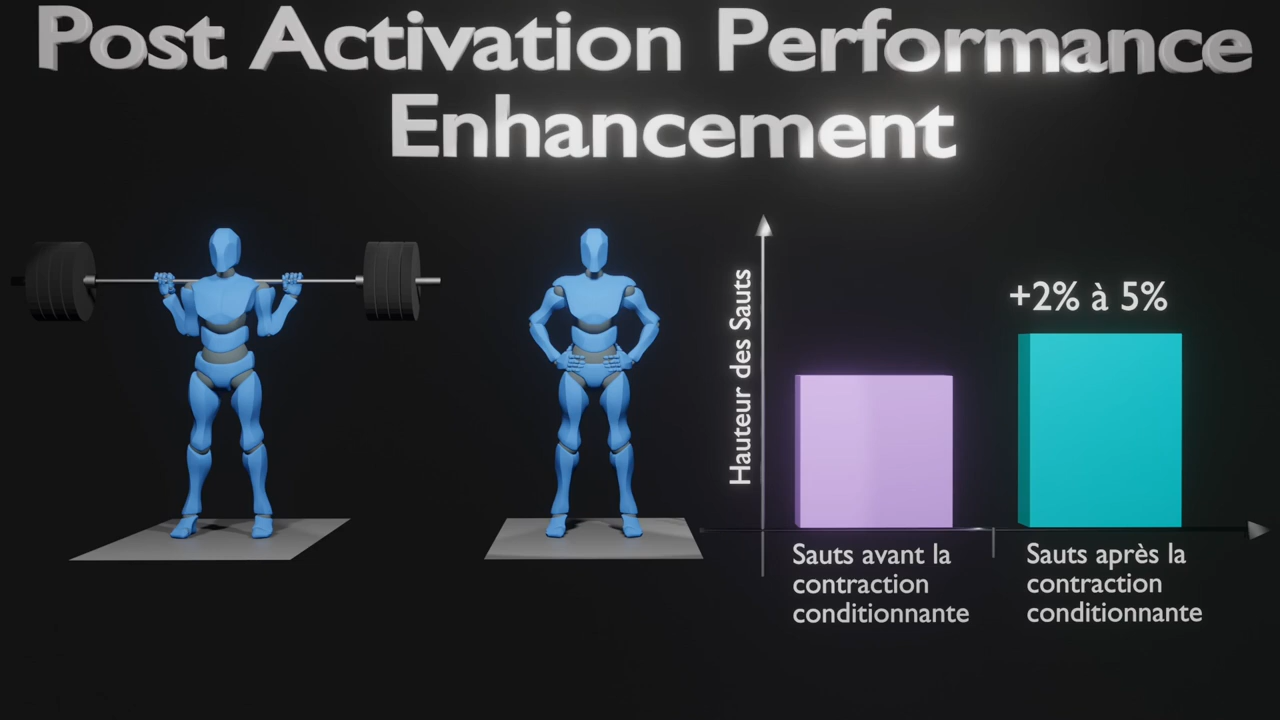 Post Activation Performance
Enhancement
Hauteur des Sauts
+2% à 5%
Sauts avant la
contraction
conditionnante
Sauts après la
contraction
conditionnante